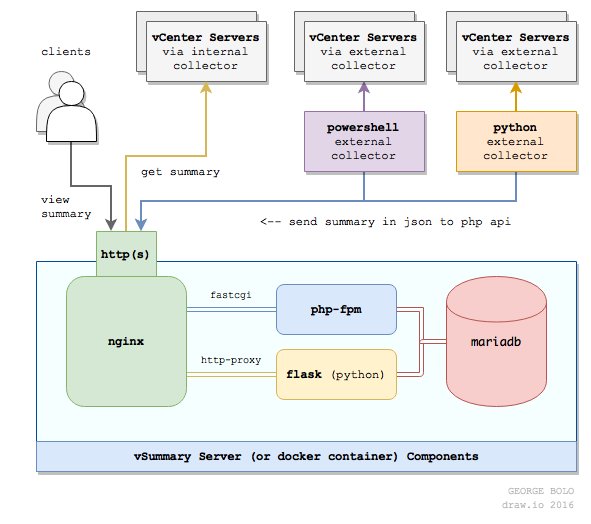 clients
vCenter Servers
via internal
collector
vCenter Servers
via external
collector
vCenter Servers
via external
collector
powershell
external
collector
python
external
collector
get summary
view
summary
<-- send summary in json to php api
http(s)
nginx
fastcgi
php-fpm
http-proxy
flask (python)
mariadb
vSummary Server (or docker container) Components
GEORGE BOLO
draw.io 2016